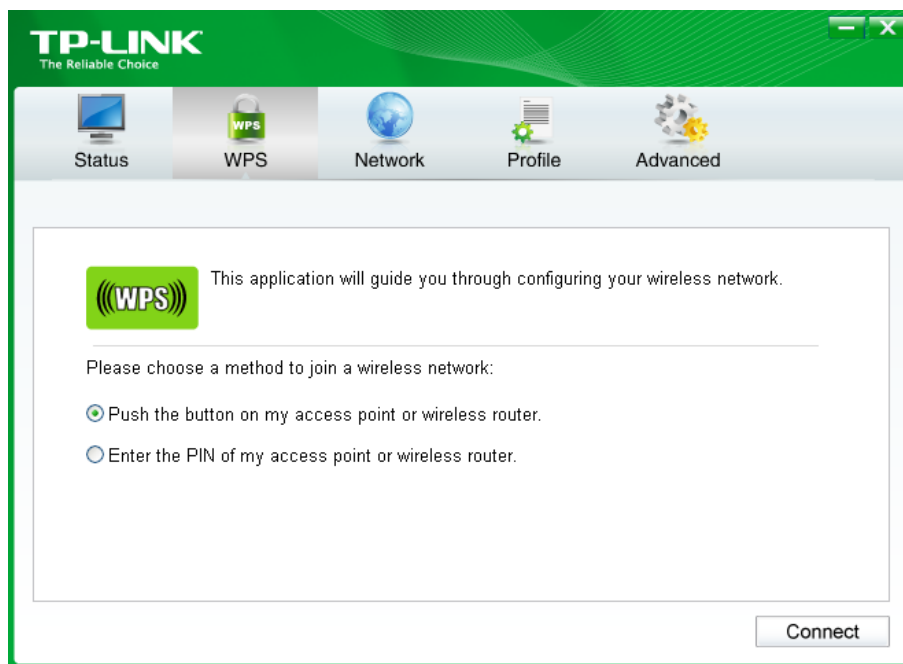 TP-LINK
The Reliable Choice
WPS
Status
WPS
Network
Profile
Advanced
WPS
This application will guide you through configuring your wireless network.
Please choose a method to join a wireless network:
Push the button on my access point or wireless router.
Enter the PIN of my access point or wireless router.
Connect